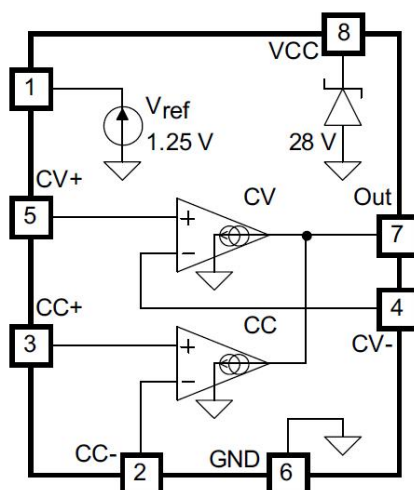 8
VCC
1
Vref
1.25 V
28 V
CV+
CV
Out
5
+
7
−
4
CC+
CC
CV-
3
+
−
CC-
GND
2
6